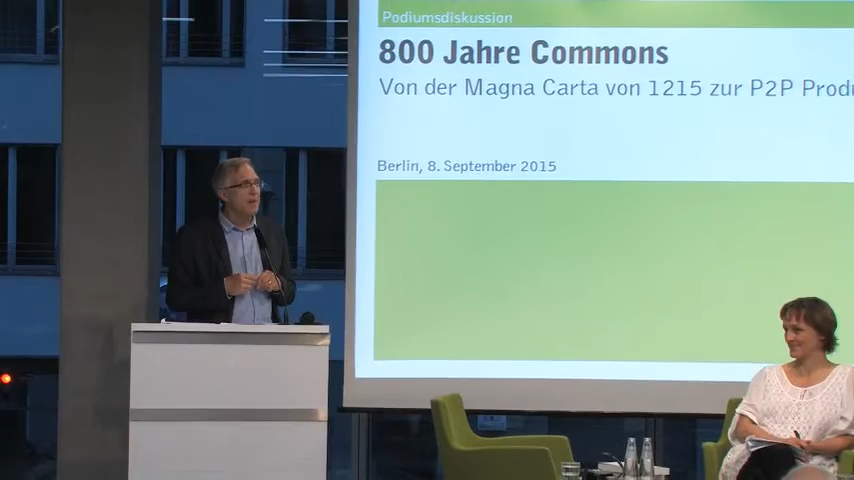 Podiumsdiskussion
800 Jahre Commons
Von der Magna Carta von 1215 zur P2P
Berlin, 8. September 2015